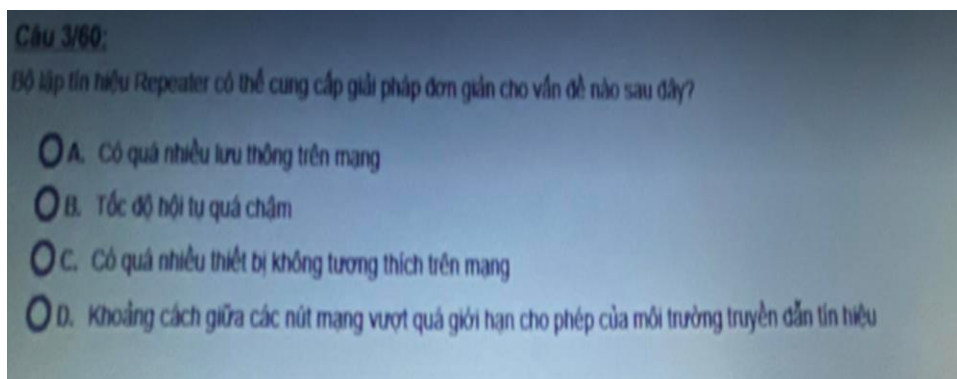 Câu 3/60:
Bộ lặp tín hiệu Repeater có thể cung cấp giải pháp đơn giản cho vấn đề nào sau đây?
A. Có quá nhiều lưu thông trên mạng
B. Tốc độ hội tụ quá chậm
C. Có quá nhiều thiết bị không tương thích trên mạng
D. Khoảng cách giữa các nút mạng vượt quá giới hạn cho phép của môi trường truyền dẫn tín hiệu